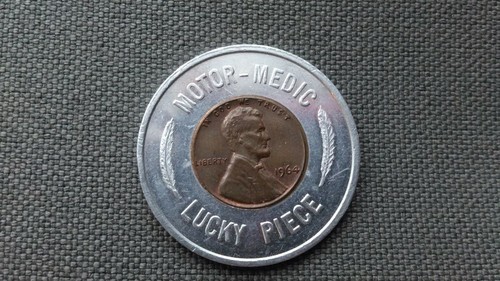 MOTOR-MEDIC
IN GOD WE TRUST
LIBERTY
1964
LUCKY PIECE